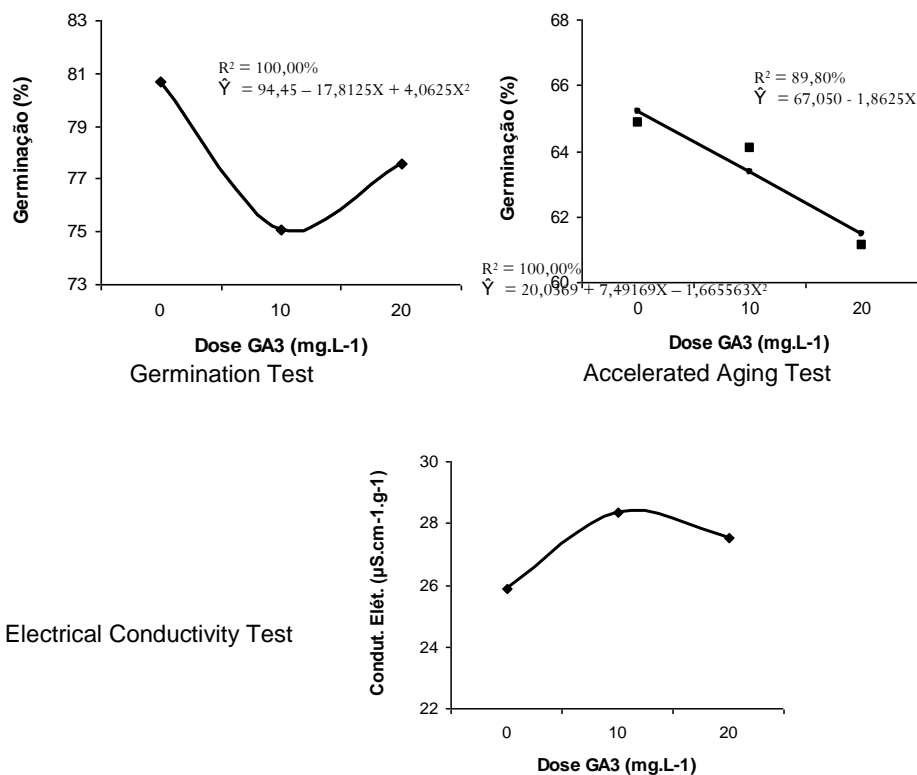 83
81
79
77
75
73
Germinação (%)
R² = 100,00%
Ŷ = 94,45 – 17,8125X + 4,0625X²
0 10 20
Dose GA3 (mg.L-1)
Germination Test
68
66
64
62
60
Germinação (%)
R² = 89,80%
Ŷ = 67,050 - 1,8625X
R² = 100,00%
Ŷ = 20,0569 + 7,49169X – 1,665563X²
0 10 20
Dose GA3 (mg.L-1)
Accelerated Aging Test
Electrical Conductivity Test
30
28
26
24
22
Condut. Elét. (µS.cm-1.g-1)
0 10 20
Dose GA3 (mg.L-1)